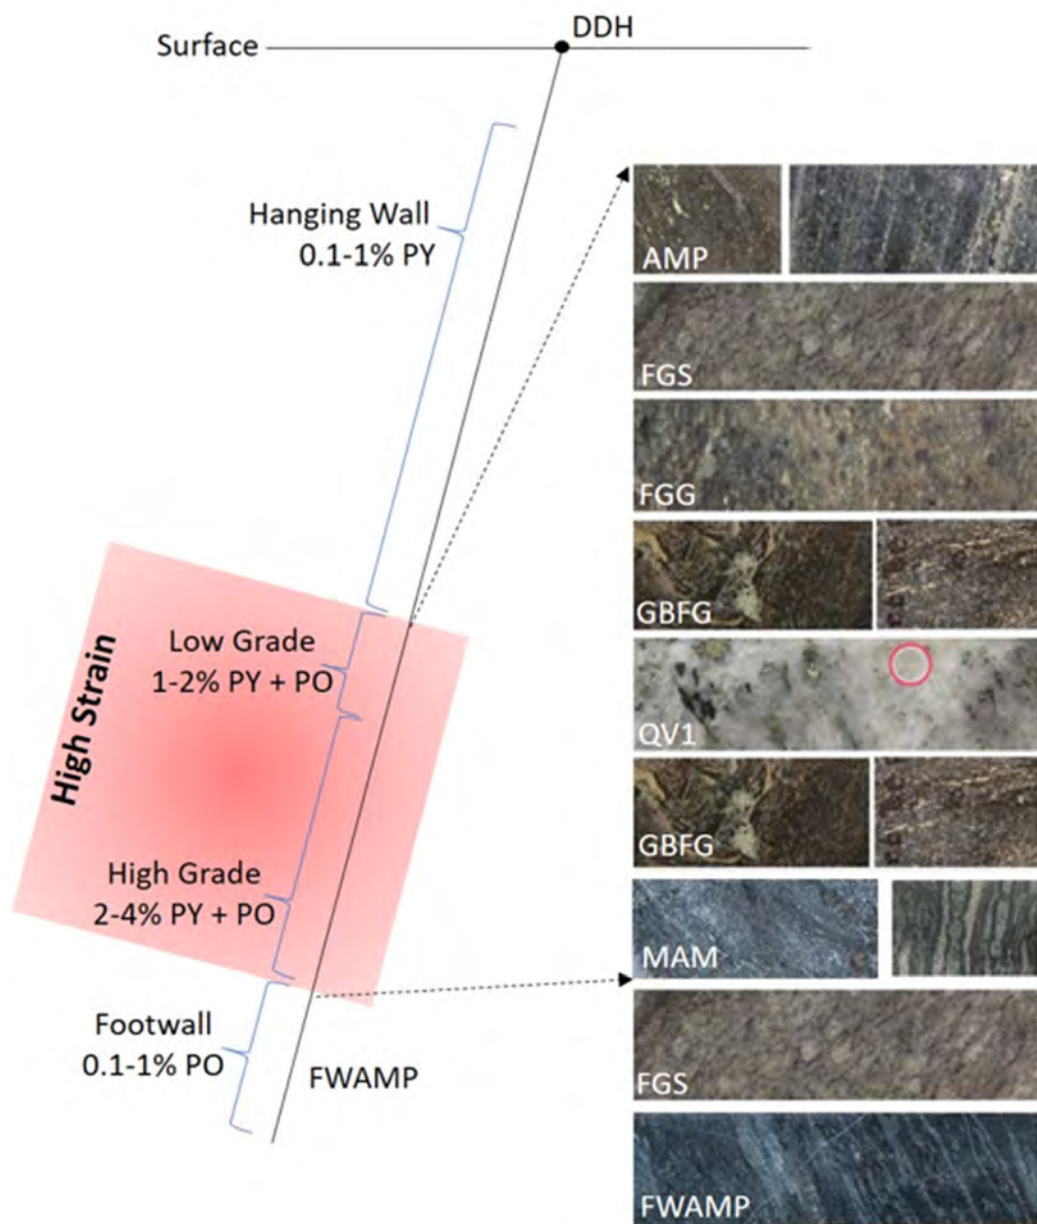 DDH
Surface
Hanging Wall
0.1-1% PY
High Strain
Low Grade
1-2% PY + PO
High Grade
2-4% PY + PO
Footwall
0.1-1% PO
FWAMP
AMP
FGS
FGG
GBFG
QV1
GBFG
MAM
FGS
FWAMP